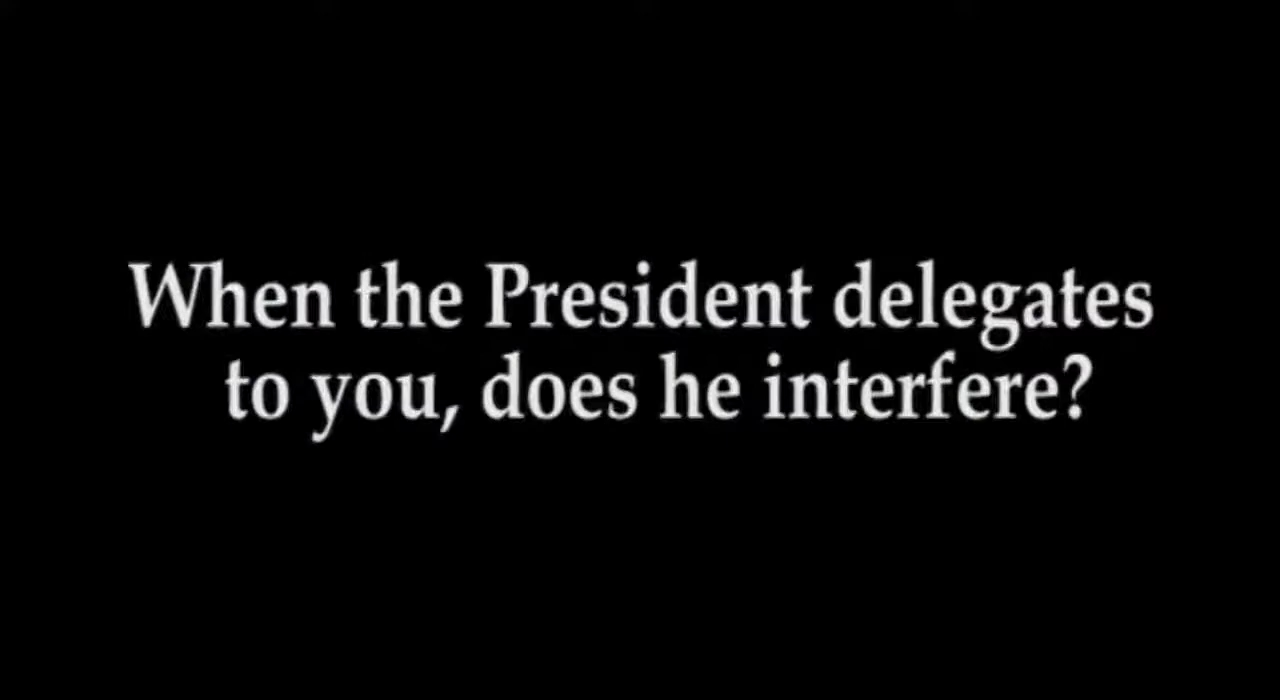 When the President delegates
to you, does he interfere?